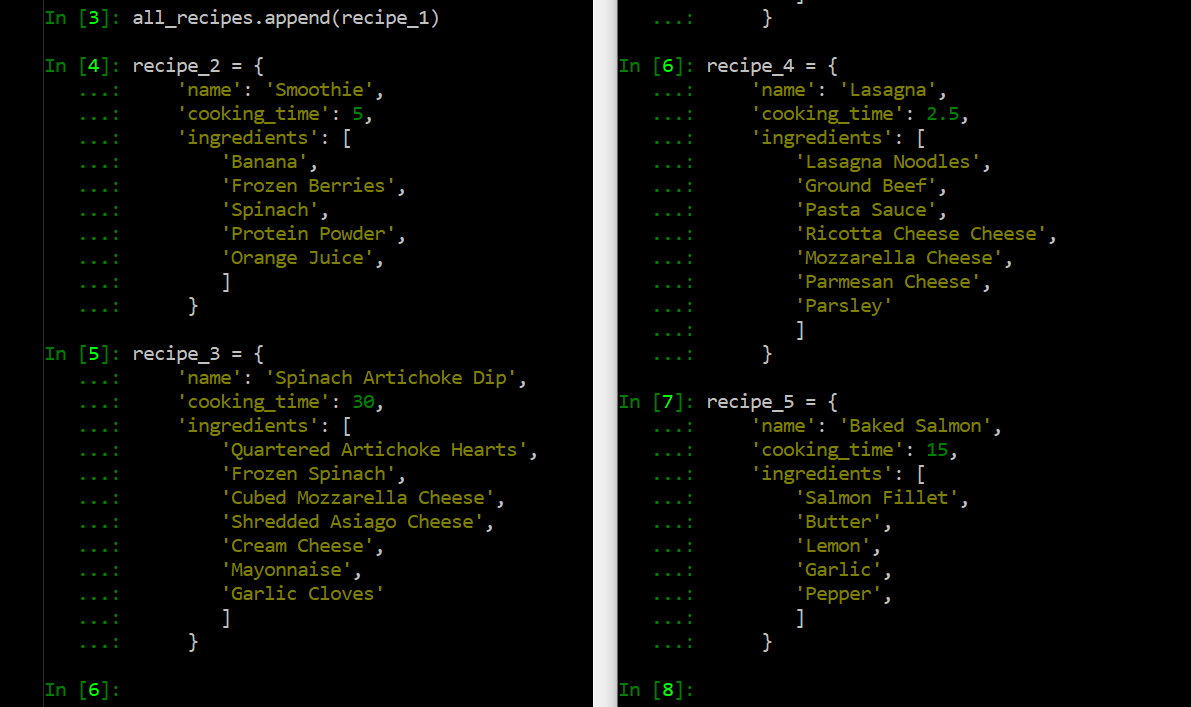 In [3]: all_recipes.append(recipe_1)
In [4]: recipe_2 = {
...: 'name': 'Smoothie',
...: 'cooking_time': 5,
...: 'ingredients': [
...: 'Banana',
...: 'Frozen Berries',
...: 'Spinach',
...: 'Protein Powder',
...: 'Orange Juice',
...: ]
...: }
In [5]: recipe_3 = {
...: 'name': 'Spinach Artichoke Dip',
...: 'cooking_time': 30,
...: 'ingredients': [
...: 'Quartered Artichoke Hearts',
...: 'Frozen Spinach',
...: 'Cubed Mozzarella Cheese',
...: 'Shredded Asiago Cheese',
...: 'Cream Cheese',
...: 'Mayonnaise',
...: 'Garlic Cloves'
...: ]
...: }
In [6]:
...: }
In [6]: recipe_4 = {
...: 'name': 'Lasagna',
...: 'cooking_time': 2.5,
...: 'ingredients': [
...: 'Lasagna Noodles',
...: 'Ground Beef',
...: 'Pasta Sauce',
...: 'Ricotta Cheese Cheese',
...: 'Mozzarella Cheese',
...: 'Parmesan Cheese',
...: 'Parsley'
...: ]
...: }
In [7]: recipe_5 = {
...: 'name': 'Baked Salmon',
...: 'cooking_time': 15,
...: 'ingredients': [
...: 'Salmon Fillet',
...: 'Butter',
...: 'Lemon',
...: 'Garlic',
...: 'Pepper',
...: ]
...: }
In [8]: